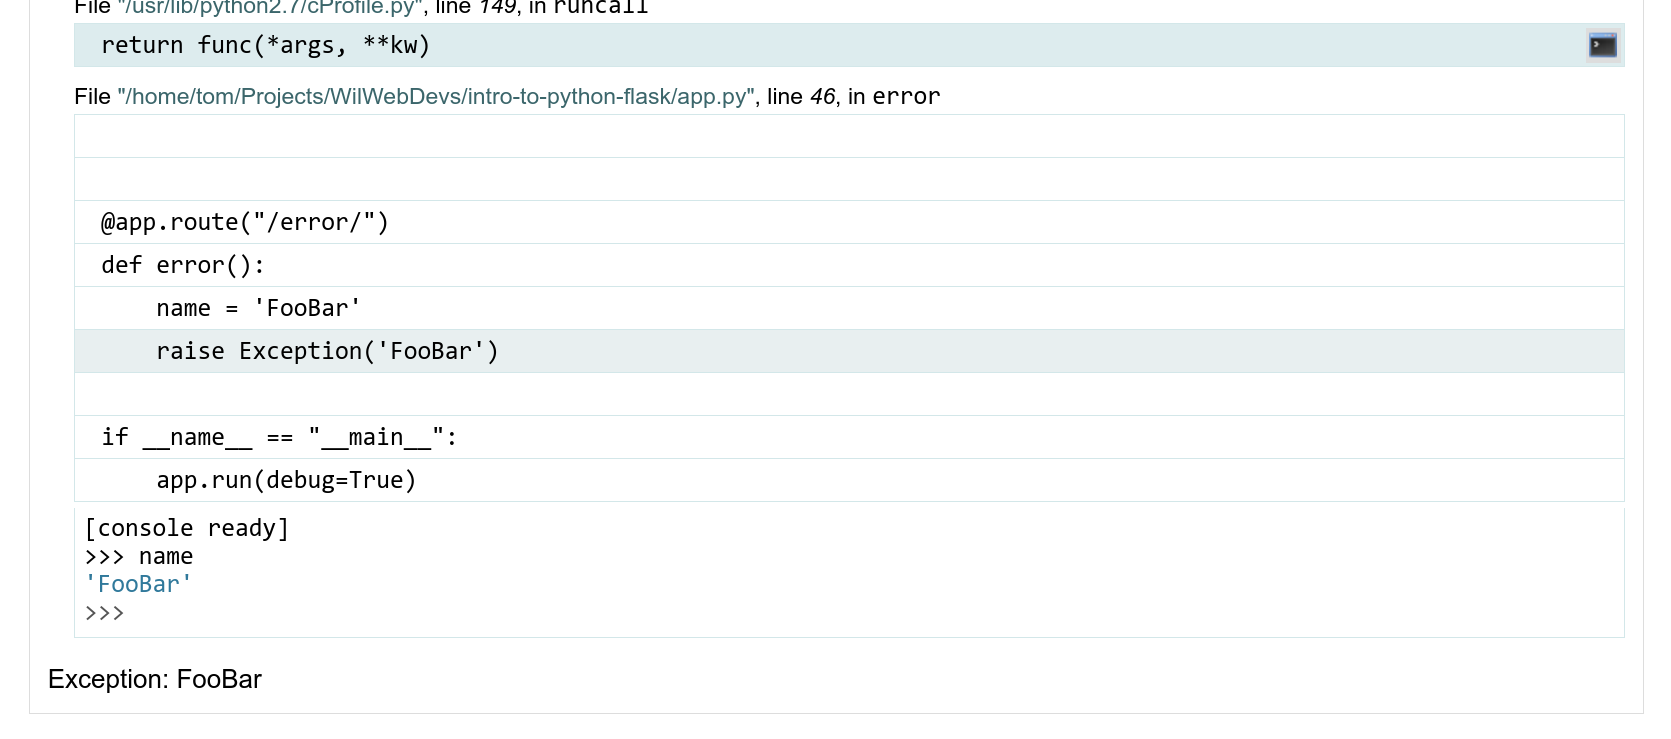 File "/usr/lib/python2.7/cProfile.py", line 149, in runcall
return func(*args, **kw)
File "/home/tom/Projects/WilWebDevs/intro-to-python-flask/app.py", line 46, in error
@app.route("/error/")
def error():
    name = 'FooBar'
    raise Exception('FooBar')
if __name__ == "__main__":
    app.run(debug=True)
[console ready]
>>> name
'FooBar'
>>>
Exception: FooBar